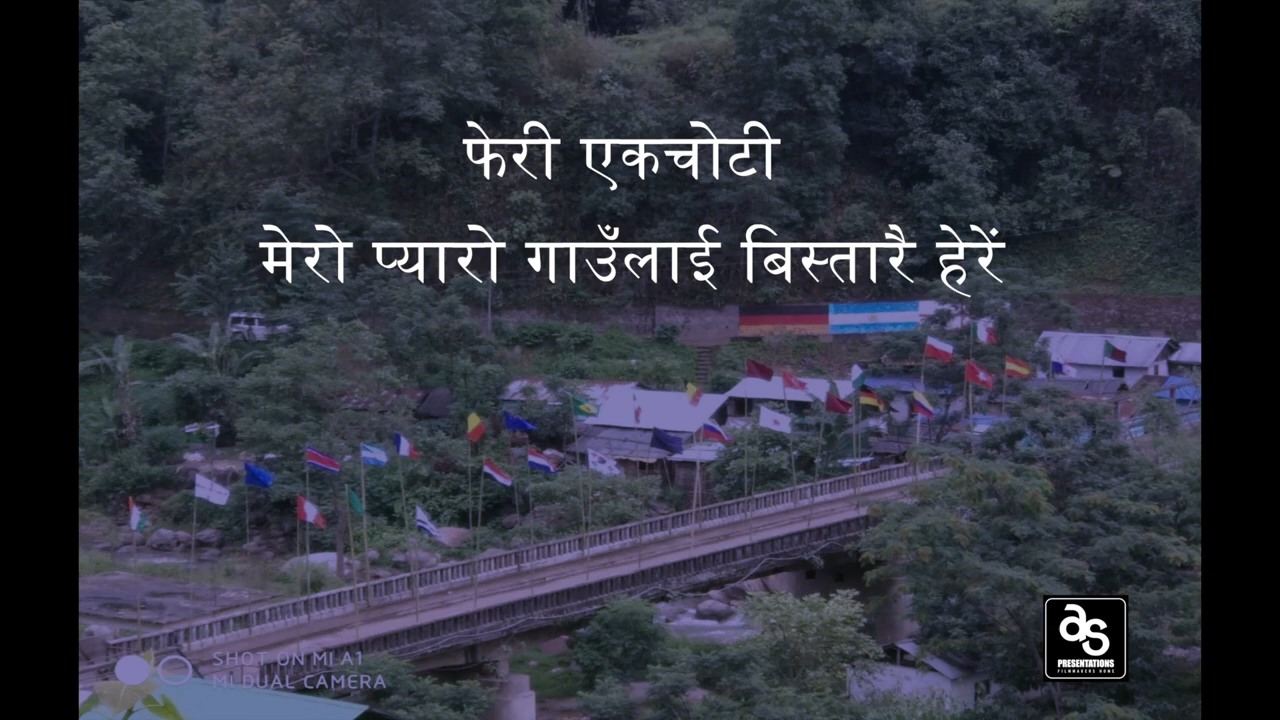 फेरी एकचोटी
मेरो प्यारो गाउँलाई बिस्तारै हेरें
as
PRESENTATIONS
FILMMAKERS HOME
SHOT ON MI A1
MI DUAL CAMERA